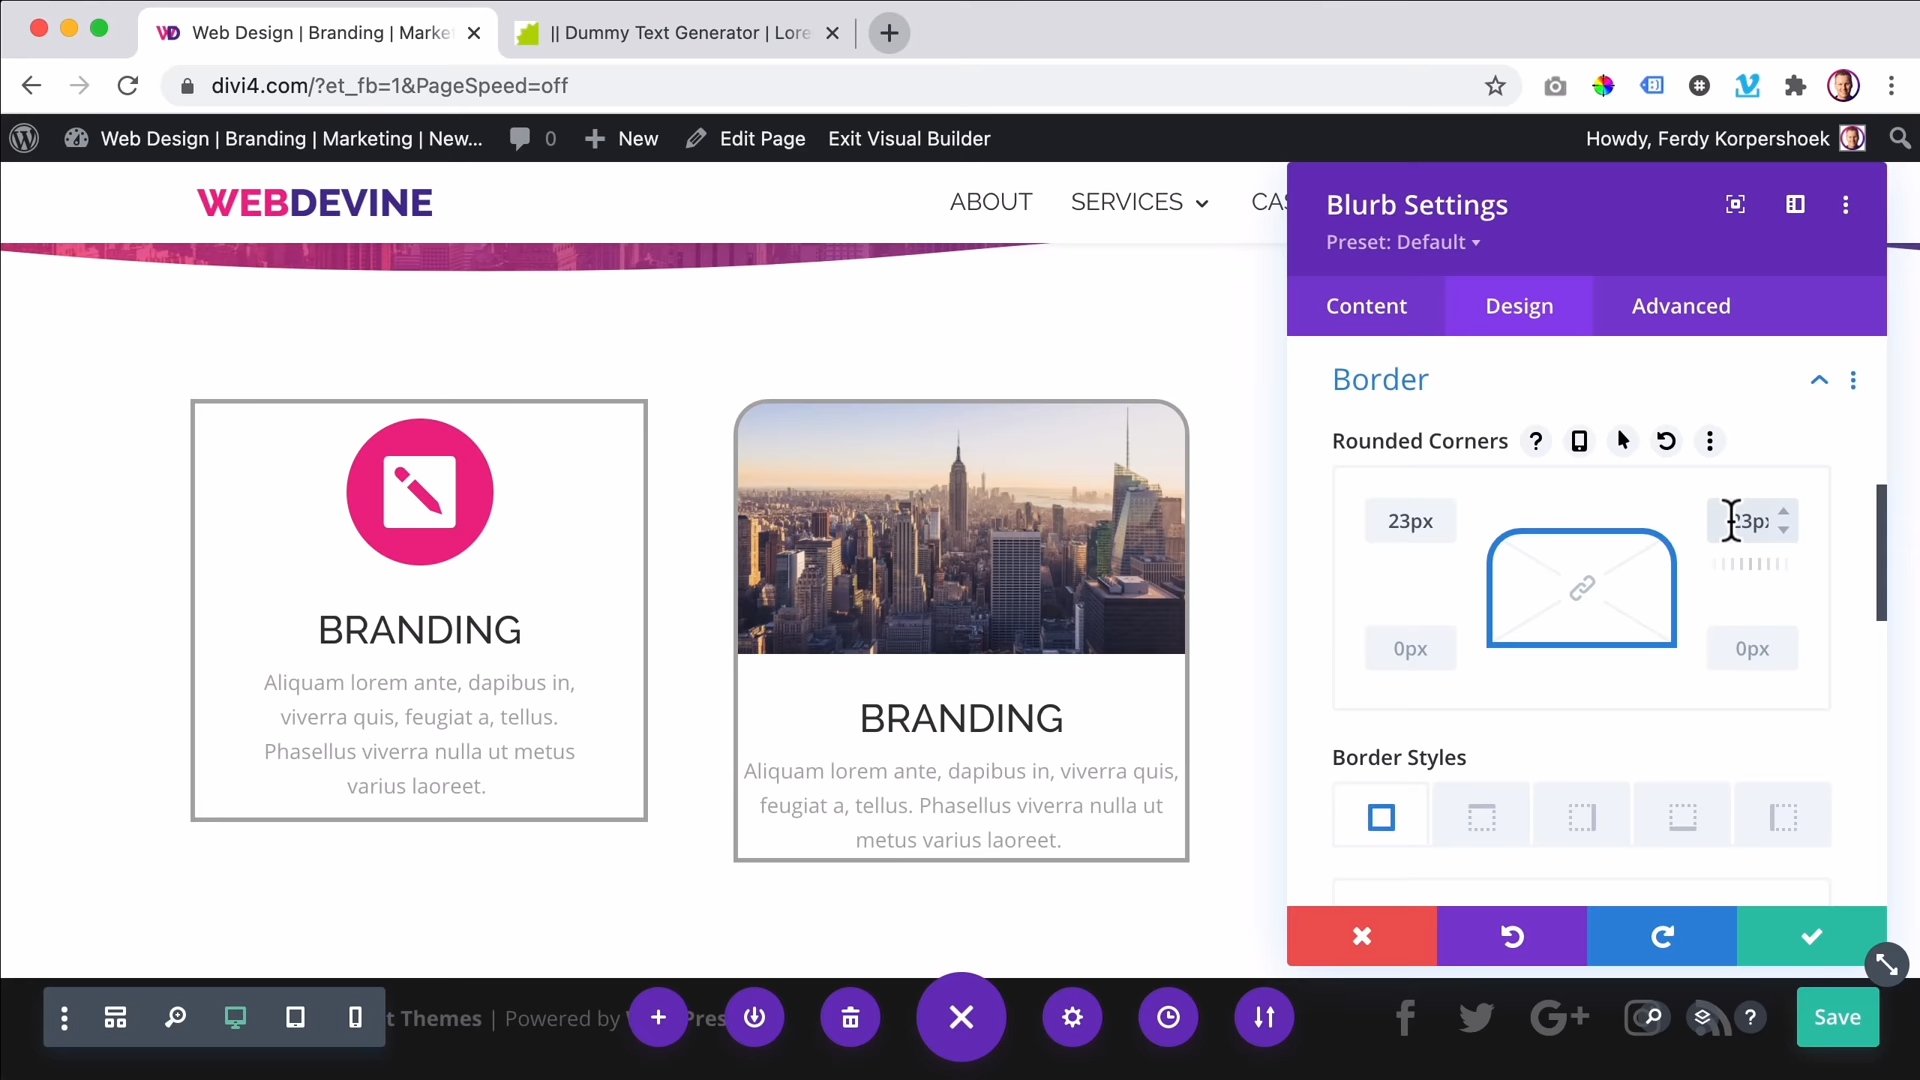 Web Design | Branding | Marke
|| Dummy Text Generator | Lore
divi4.com/?et_fb=1&PageSpeed=off
Web Design | Branding | Marketing | New... 0 New Edit Page Exit Visual Builder Howdy, Ferdy Korpershoek
WEBDEVINE
ABOUT SERVICES CAS
Blurb Settings
Preset: Default
Content Design Advanced
Border
Rounded Corners
23px 23px
0px 0px
Border Styles
BRANDING
Aliquam lorem ante, dapibus in,
viverra quis, feugiat a, tellus.
Phasellus viverra nulla ut metus
varius laoreet.
BRANDING
Aliquam lorem ante, dapibus in, viverra quis,
feugiat a, tellus. Phasellus viverra nulla ut
metus varius laoreet.
t Themes | Powered by
Save